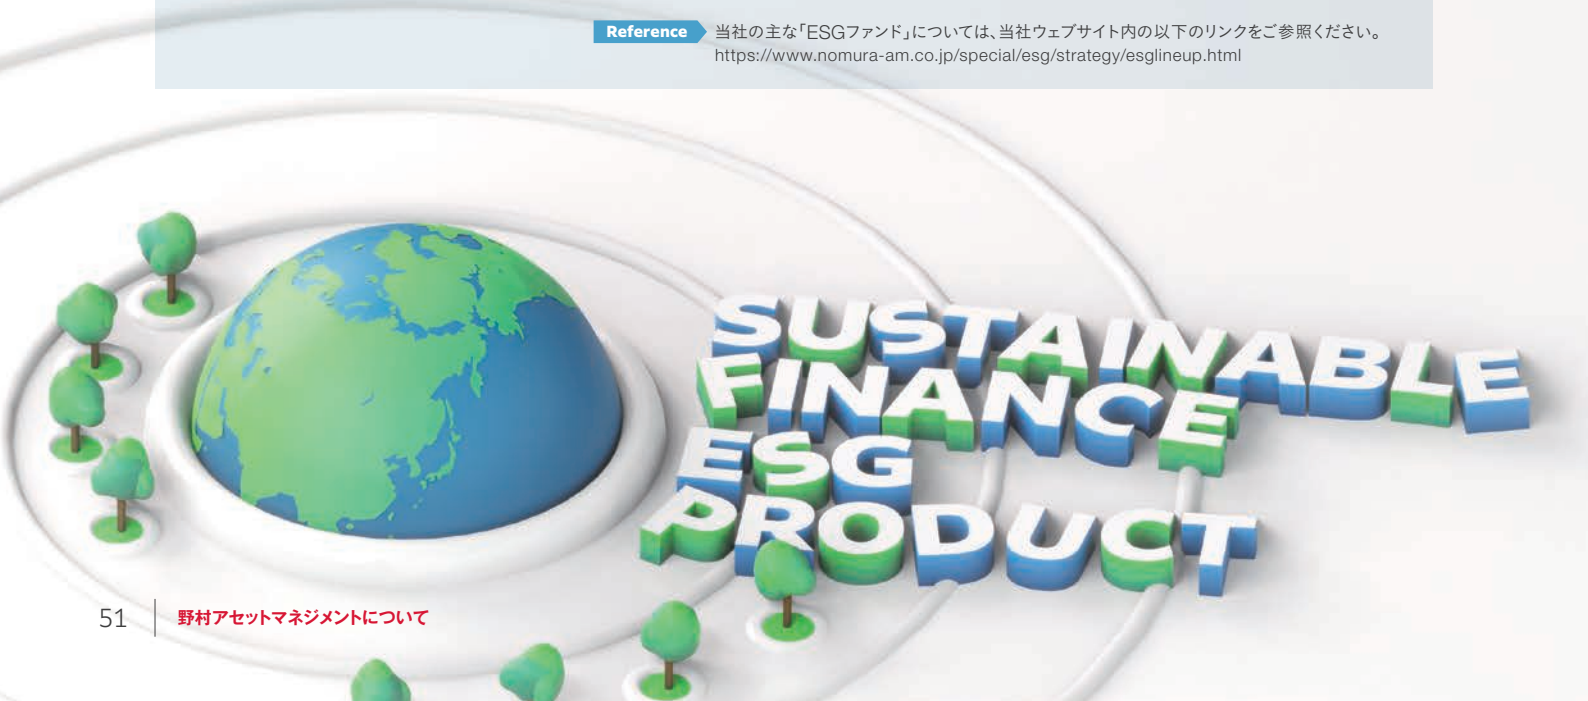 Reference 当社の主な「ESGファンド」については、当社ウェブサイト内の以下のリンクをご参照ください。
https://www.nomura-am.co.jp/special/esg/strategy/esglineup.html
SUSTAINABLE
FINANCE
ESG
PRODUCT
51 野村アセットマネジメントについて